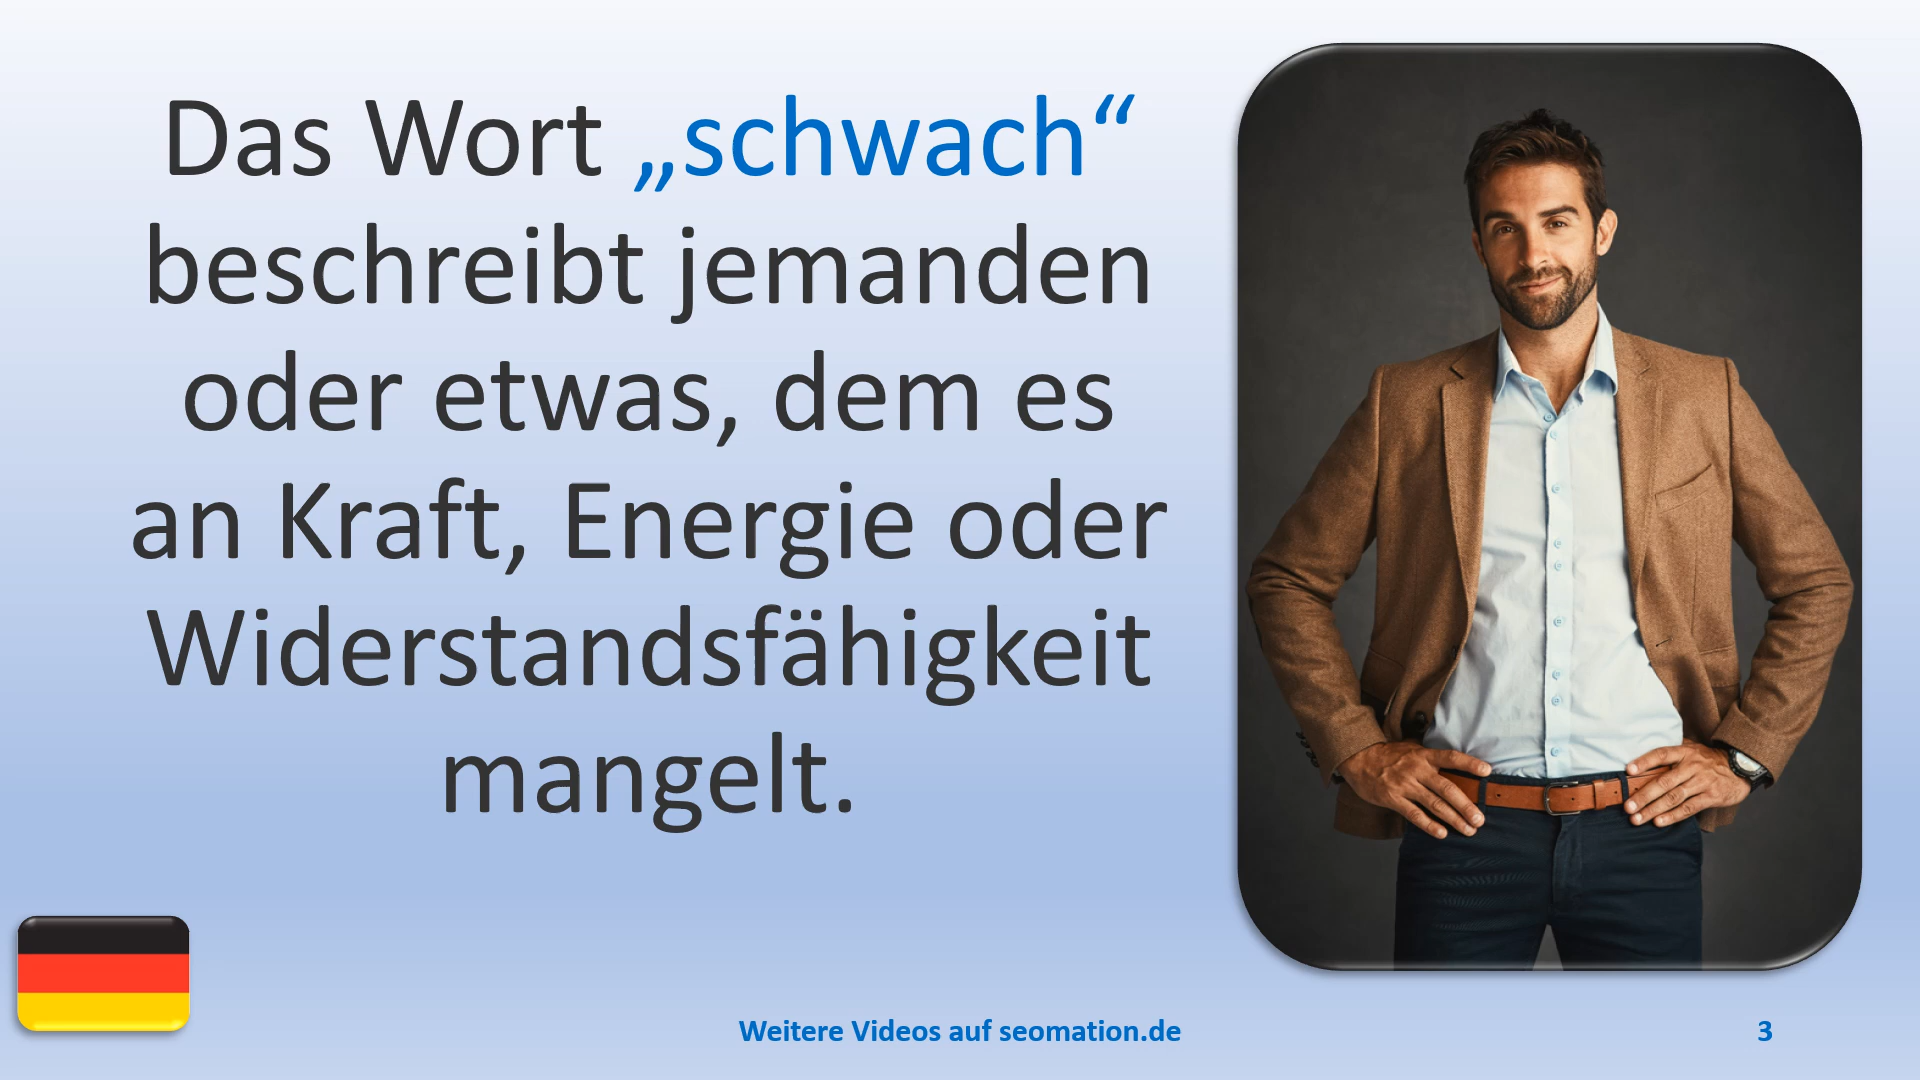 Das Wort „schwach“
beschreibt jemanden
oder etwas, dem es
an Kraft, Energie oder
Widerstandsfähigkeit
mangelt.
Weitere Videos auf seomation.de
3